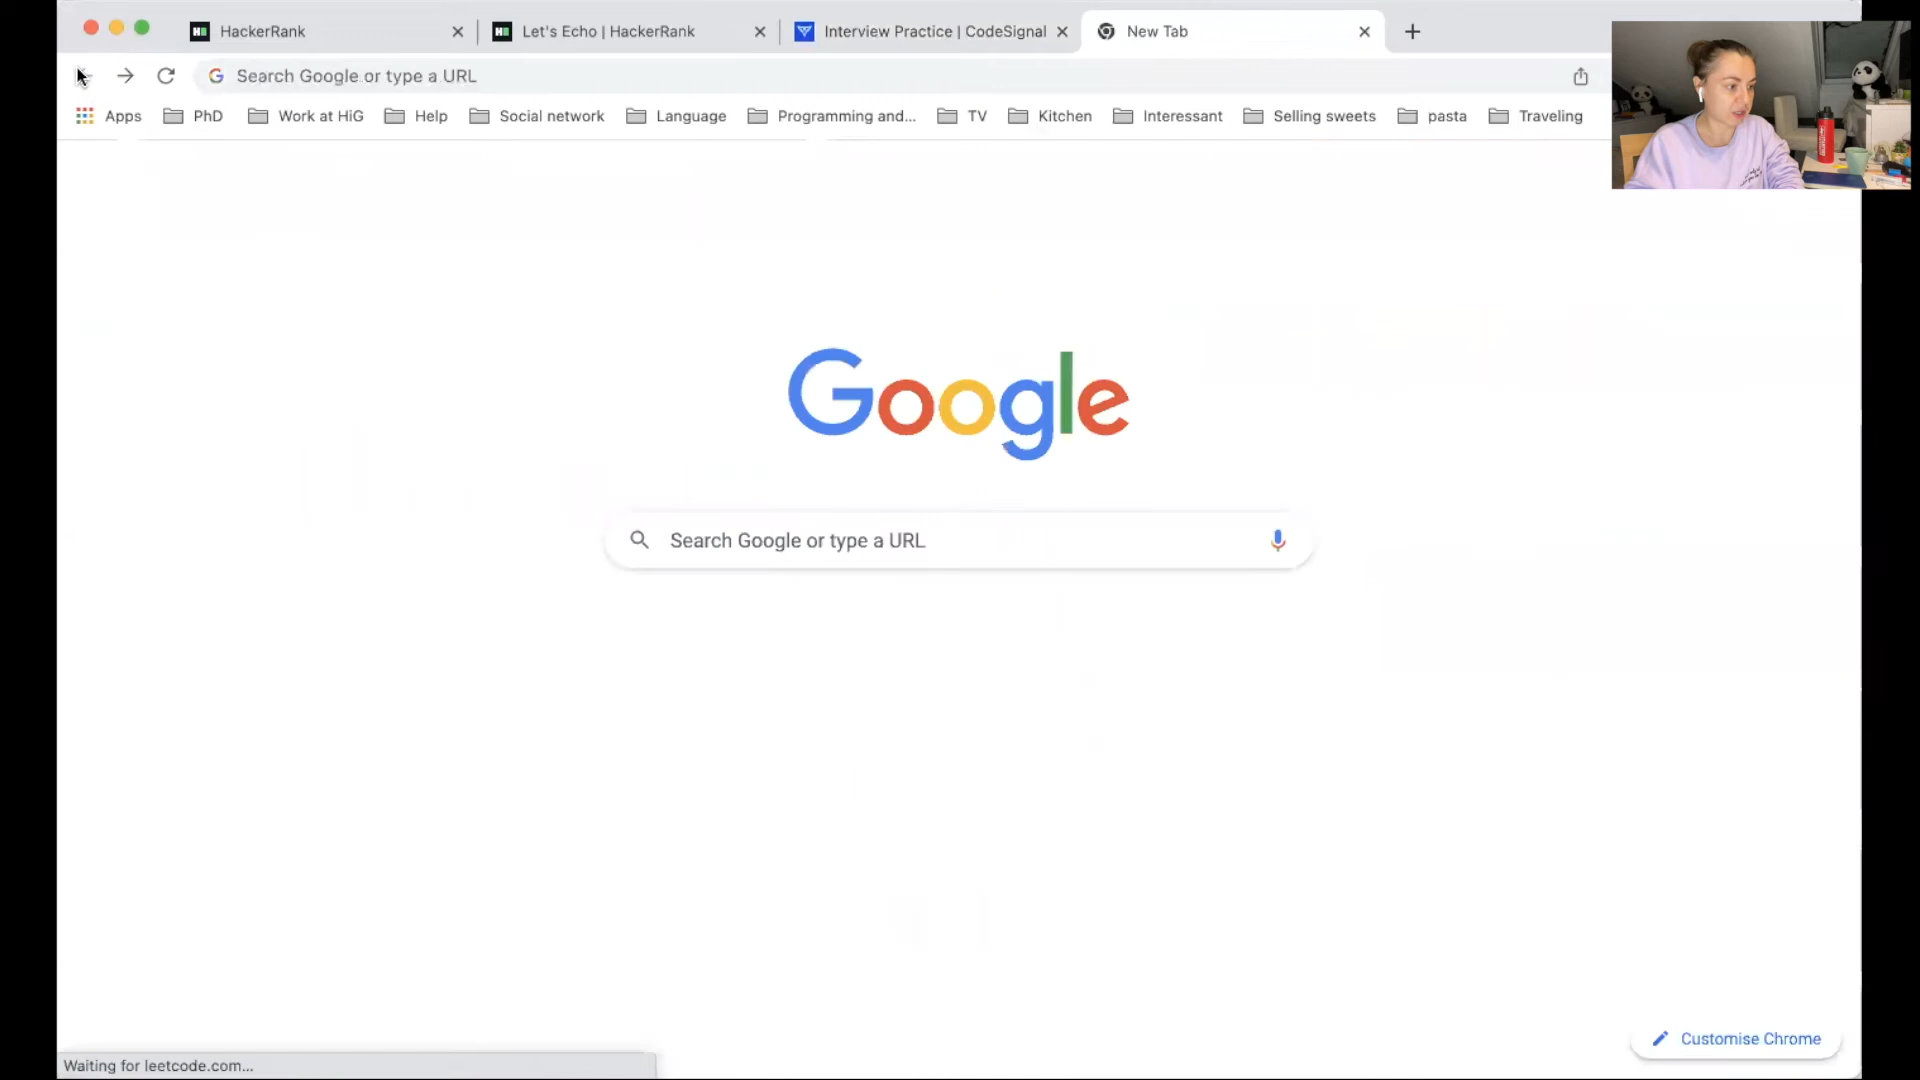 HackerRank
Let's Echo | HackerRank
Interview Practice | CodeSignal
New Tab
Search Google or type a URL
Apps
PhD
Work at HiG
Help
Social network
Language
Programming and...
TV
Kitchen
Interessant
Selling sweets
pasta
Traveling
Google
Search Google or type a URL
Customise Chrome
Waiting for leetcode.com...